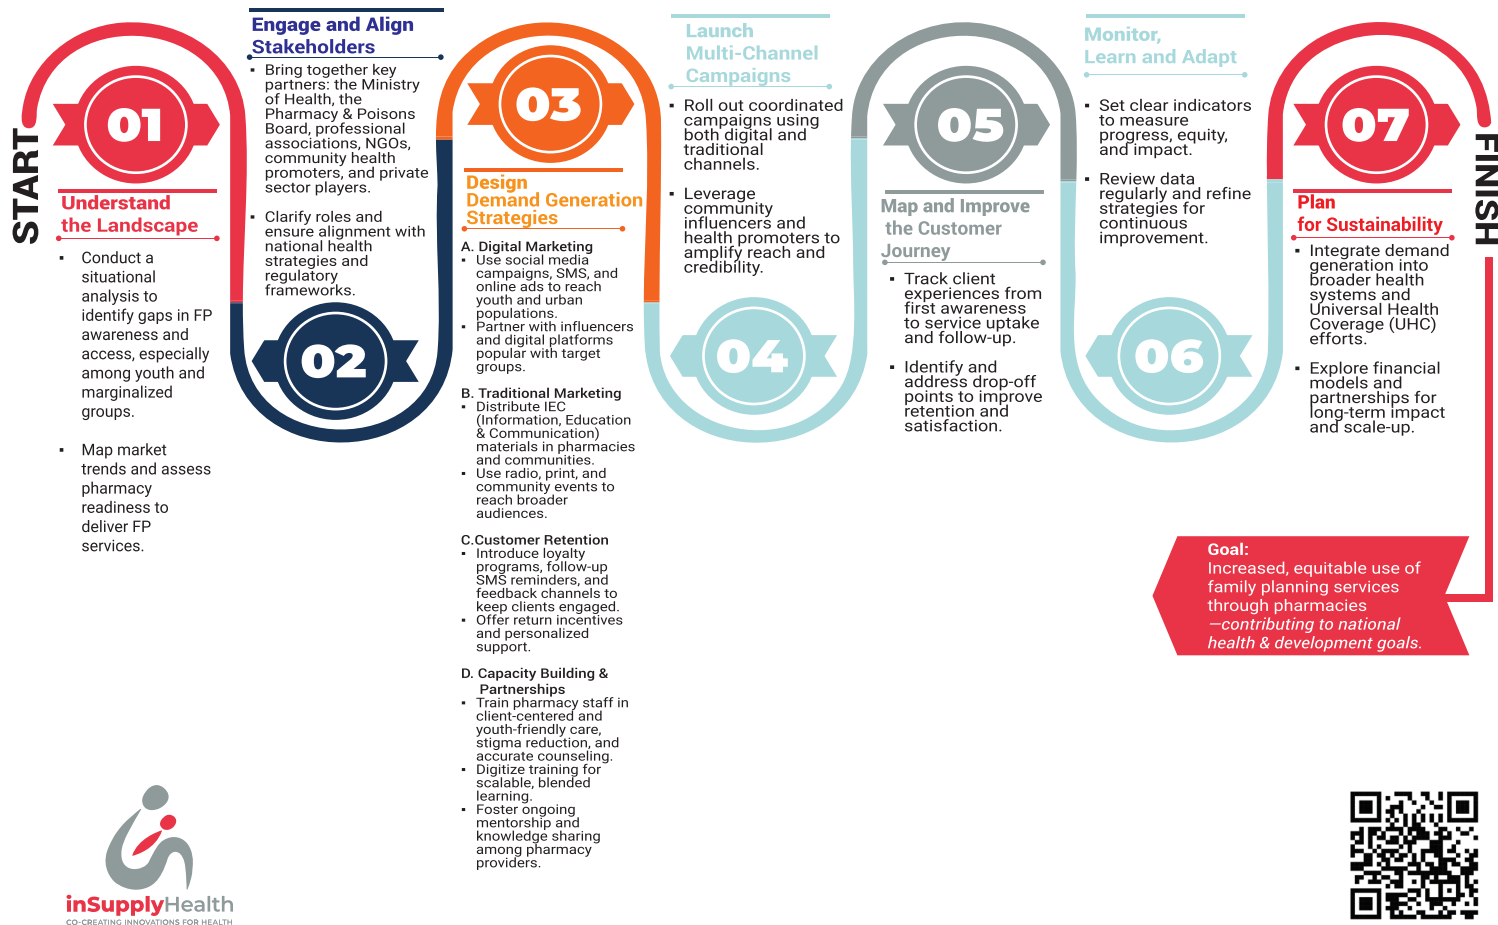 START
01
Understand
the Landscape
▪ Conduct a
situational
analysis to
identify gaps in FP
awareness and
access, especially
among youth and
marginalized
groups.
▪ Map market
trends and assess
pharmacy
readiness to
deliver FP
services.
Engage and Align
Stakeholders
▪ Bring together key
partners: the Ministry
of Health, the
Pharmacy & Poisons
Board, professional
associations, NGOs,
community health
promoters, and private
sector players.
▪ Clarify roles and
ensure alignment with
national health
strategies and
regulatory
frameworks.
02
03
Design
Demand Generation
Strategies
A. Digital Marketing
▪ Use social media
campaigns, SMS, and
online ads to reach
youth and urban
populations.
▪ Partner with influencers
and digital platforms
popular with target
groups.
B. Traditional Marketing
▪ Distribute IEC
(Information, Education
& Communication)
materials in pharmacies
and communities.
▪ Use radio, print, and
community events to
reach broader
audiences.
C.Customer Retention
▪ Introduce loyalty
programs, follow-up
SMS reminders, and
feedback channels to
keep clients engaged.
▪ Offer return incentives
and personalized
support.
D. Capacity Building &
Partnerships
▪ Train pharmacy staff in
client-centered and
youth-friendly care,
stigma reduction, and
accurate counseling.
▪ Digitize training for
scalable, blended
learning.
▪ Foster ongoing
mentorship and
knowledge sharing
among pharmacy
providers.
Launch
Multi-Channel
Campaigns
▪ Roll out coordinated
campaigns using
both digital and
traditional
channels.
▪ Leverage
community
influencers and
health promoters to
amplify reach and
credibility.
04
05
Map and Improve
the Customer
Journey
▪ Track client
experiences from
first awareness
to service uptake
and follow-up.
▪ Identify and
address drop-off
points to improve
retention and
satisfaction.
Monitor,
Learn and Adapt
▪ Set clear indicators
to measure
progress, equity,
and impact.
▪ Review data
regularly and refine
strategies for
continuous
improvement.
06
07
Plan
for Sustainability
▪ Integrate demand
generation into
broader health
systems and
Universal Health
Coverage (UHC)
efforts.
▪ Explore financial
models and
partnerships for
long-term impact
and scale-up.
FINISH
Goal:
Increased, equitable use of
family planning services
through pharmacies
—contributing to national
health & development goals.
inSupplyHealth
CO-CREATING INNOVATIONS FOR HEALTH